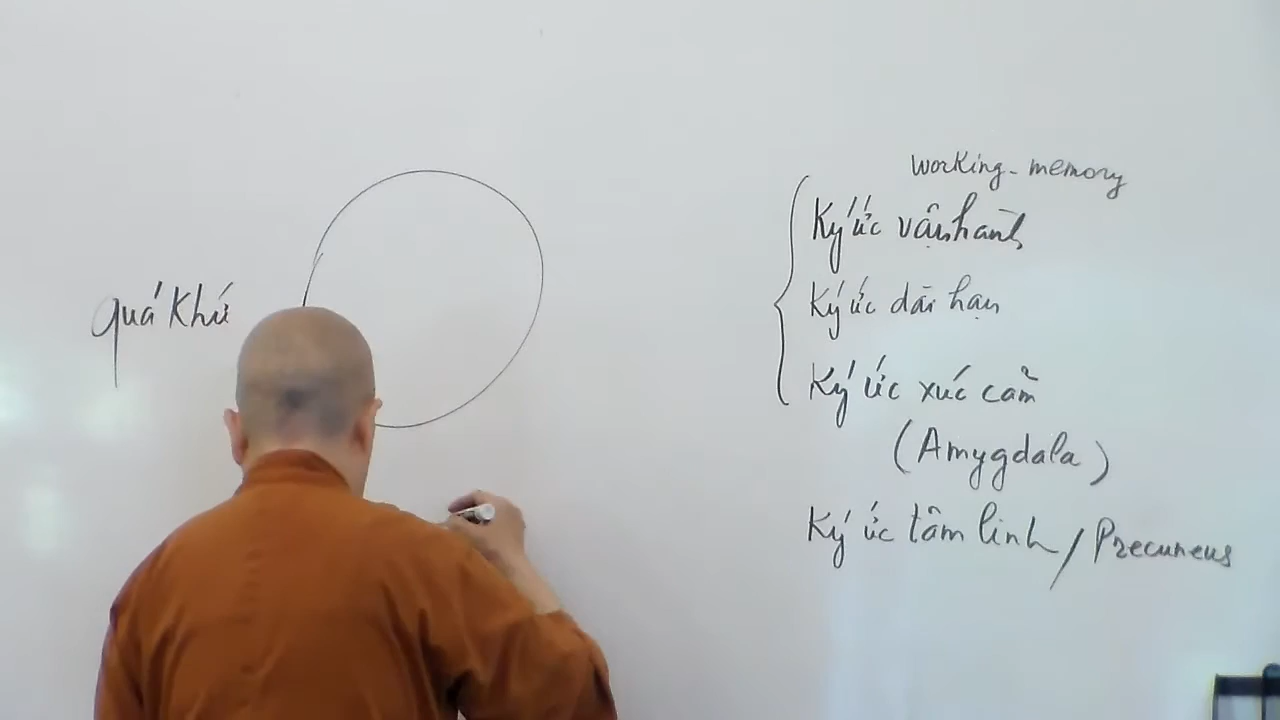 quá khứ
working-memory
Ký ức vận hành
Ký ức dài hạn
Ký ức xúc cảm
(Amygdala)
Ký ức tâm linh / Precuneus